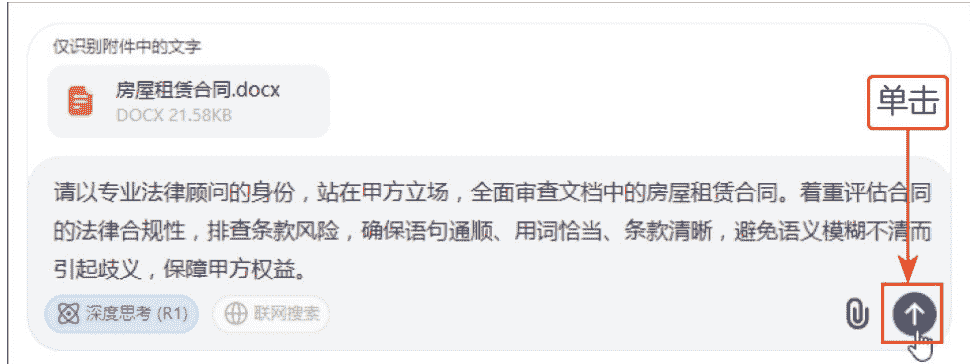 仅识别附件中的文字
房屋租赁合同.docx
DOCX 21.58KB
单击
请以专业法律顾问的身份，站在甲方立场，全面审查文档中的房屋租赁合同。着重评估合同
的法律合规性，排查条款风险，确保语句通顺、用词恰当、条款清晰，避免语义模糊不清而
引起歧义，保障甲方权益。
深度思考 (R1)
联网搜索